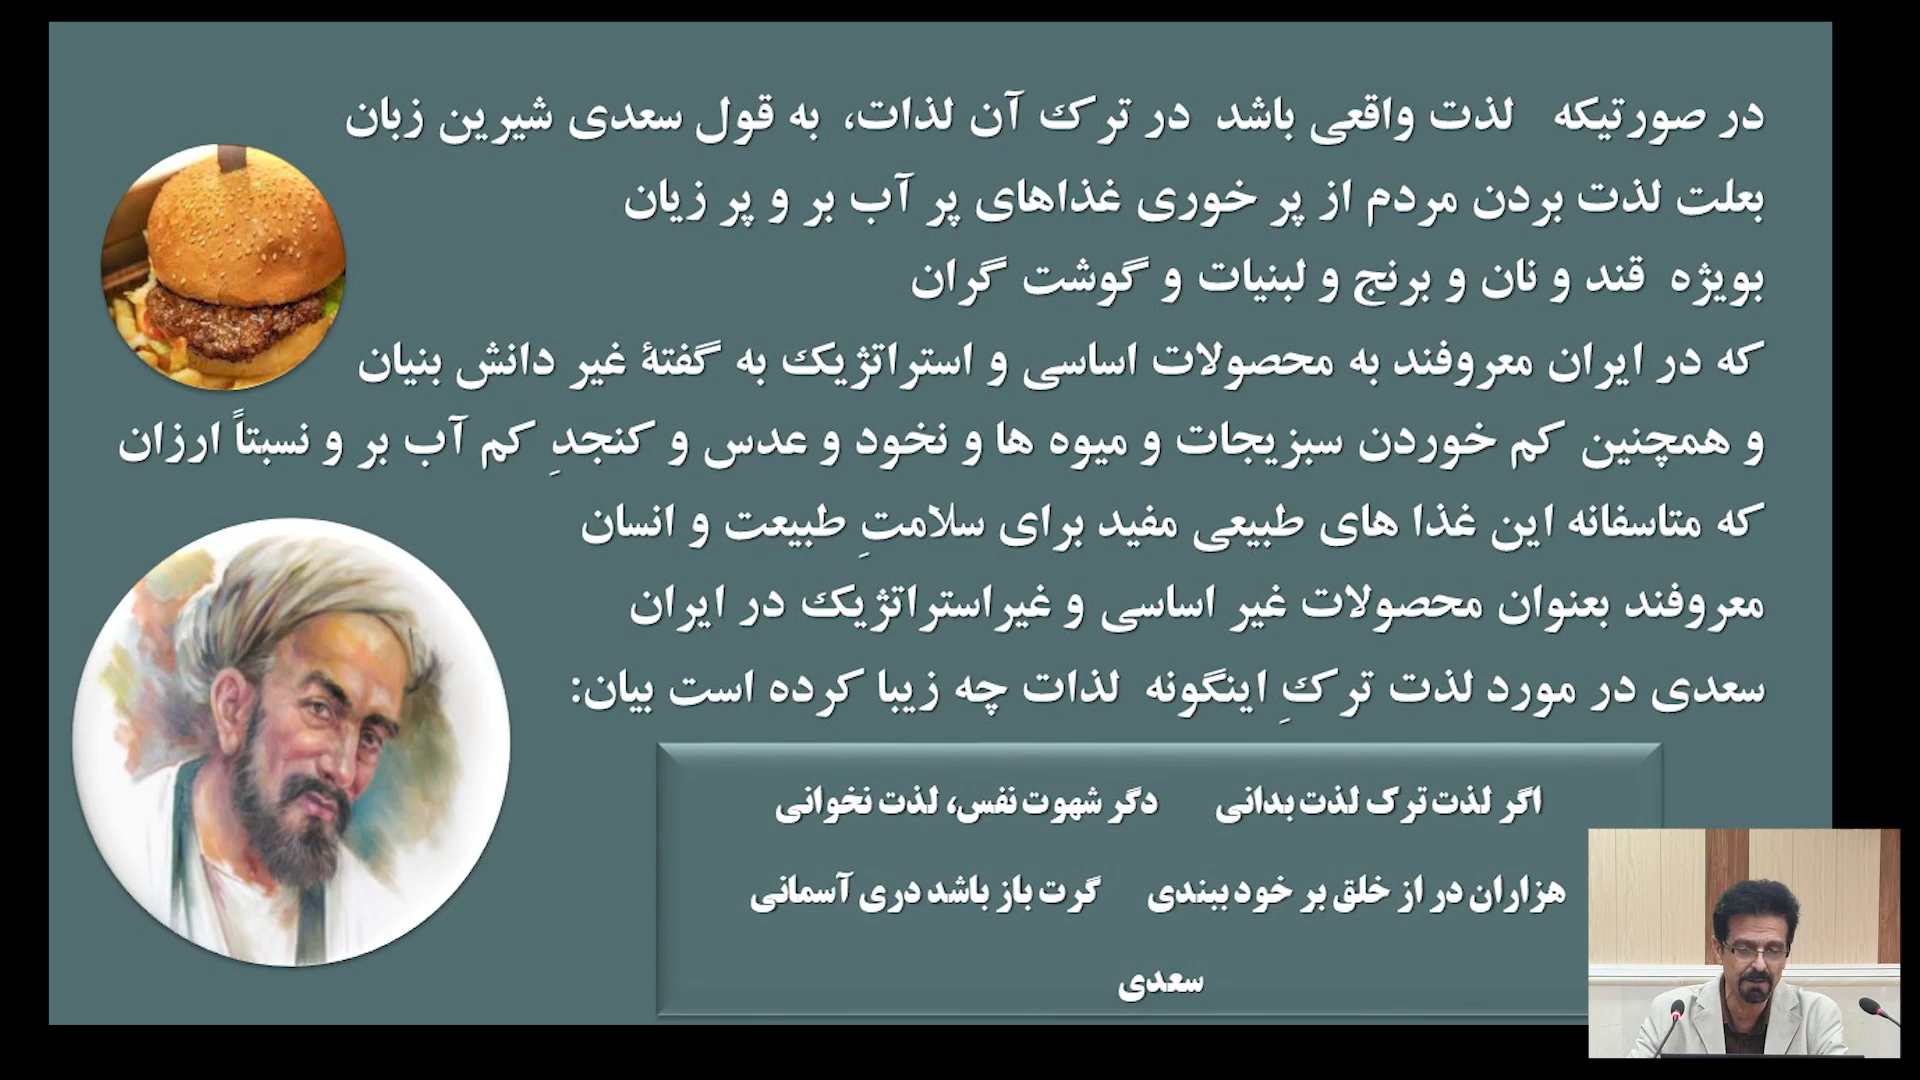 در صورتیکه لذت واقعی باشد در ترک آن لذات، به قول سعدی شیرین زبان
بعلت لذت بردن مردم از پر خوری غذاهای پر آب بر و پر زیان
بویژه قند و نان و برنج و لبنیات و گوشت گران
که در ایران معروفند به محصولات اساسی و استراتژیک به گفتهٔ غیر دانش بنیان
و همچنین کم خوردن سبزیجات و میوه ها و نخود و عدس و کنجدِ کم آب بر و نسبتاً ارزان
که متاسفانه این غذا های طبیعی مفید برای سلامتِ طبیعت و انسان
معروفند بعنوان محصولات غیر اساسی و غیراستراتژیک در ایران
سعدی در مورد لذت ترکِ اینگونه لذات چه زیبا کرده است بیان:
اگر لذت ترک لذت بدانی دگر شهوت نفس، لذت نخوانی
هزاران در از خلق بر خود ببندی گرت باز باشد دری آسمانی
سعدی